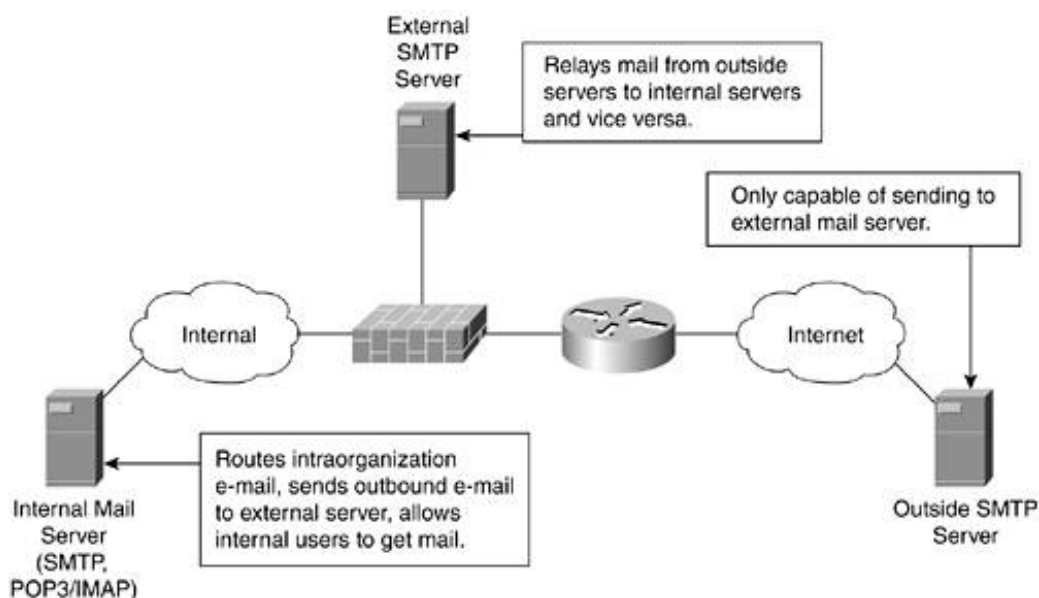 External
SMTP
Server
Relays mail from outside
servers to internal servers
and vice versa.
Only capable of sending to
external mail server.
Internal
Internet
Routes intraorganization
e-mail, sends outbound e-mail
to external server, allows
internal users to get mail.
Internal Mail
Server
(SMTP,
POP3/IMAP)
Outside SMTP
Server